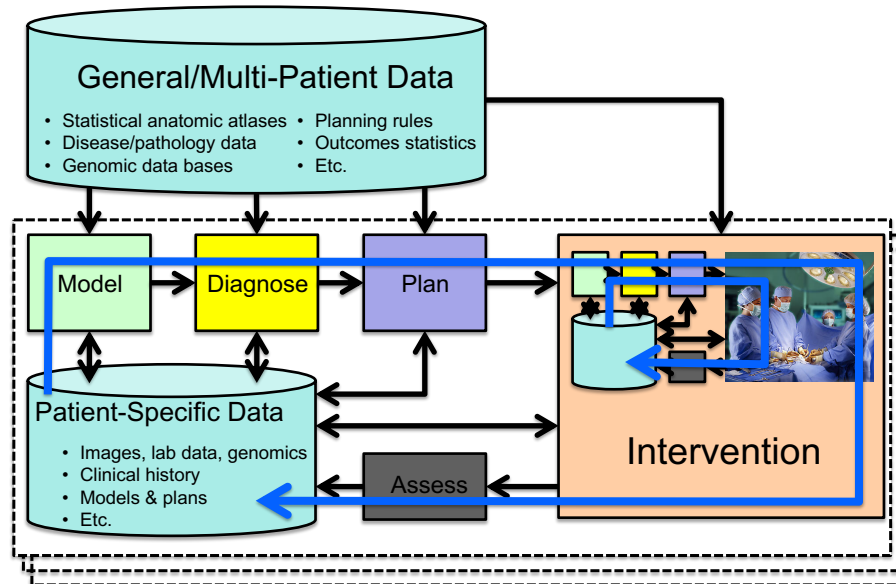 General/Multi-Patient Data
• Statistical anatomic atlases
• Disease/pathology data
• Genomic data bases
• Planning rules
• Outcomes statistics
• Etc.
Model
Diagnose
Plan
Patient-Specific Data
• Images, lab data, genomics
• Clinical history
• Models & plans
• Etc.
Assess
Intervention